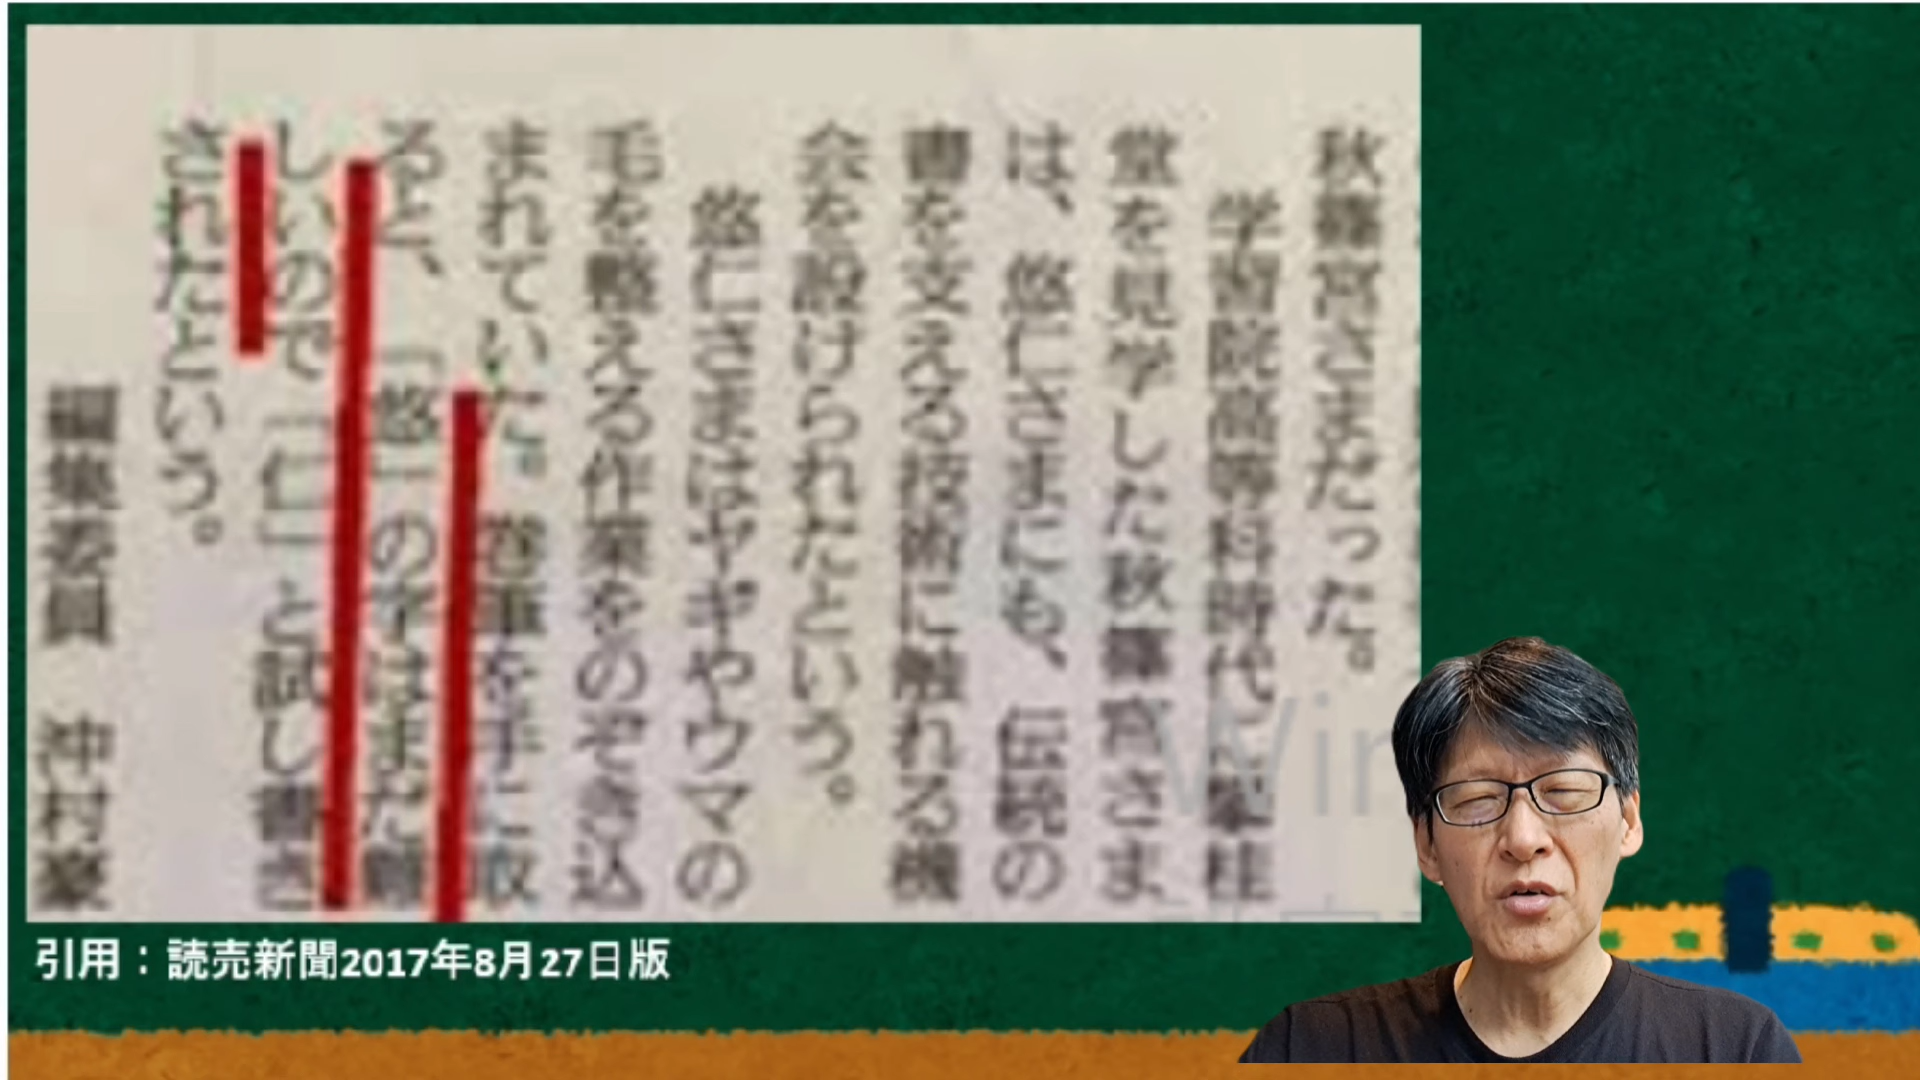 秋篠宮さまだった。
学習院高等科時代に筆桂
堂を見学した秋篠宮さま
は、悠仁さまにも、伝統の
書を支える技術に触れる機
会を設けられたという。
悠仁さまはヤギやウマの
毛を整える作業をのぞき込
まれていた。巻筆を手に取
ると、「悠」の字はまだ難
しいので「仁」と試し書き
されたという。
編集委員 沖村豪
引用：読売新聞2017年8月27日版